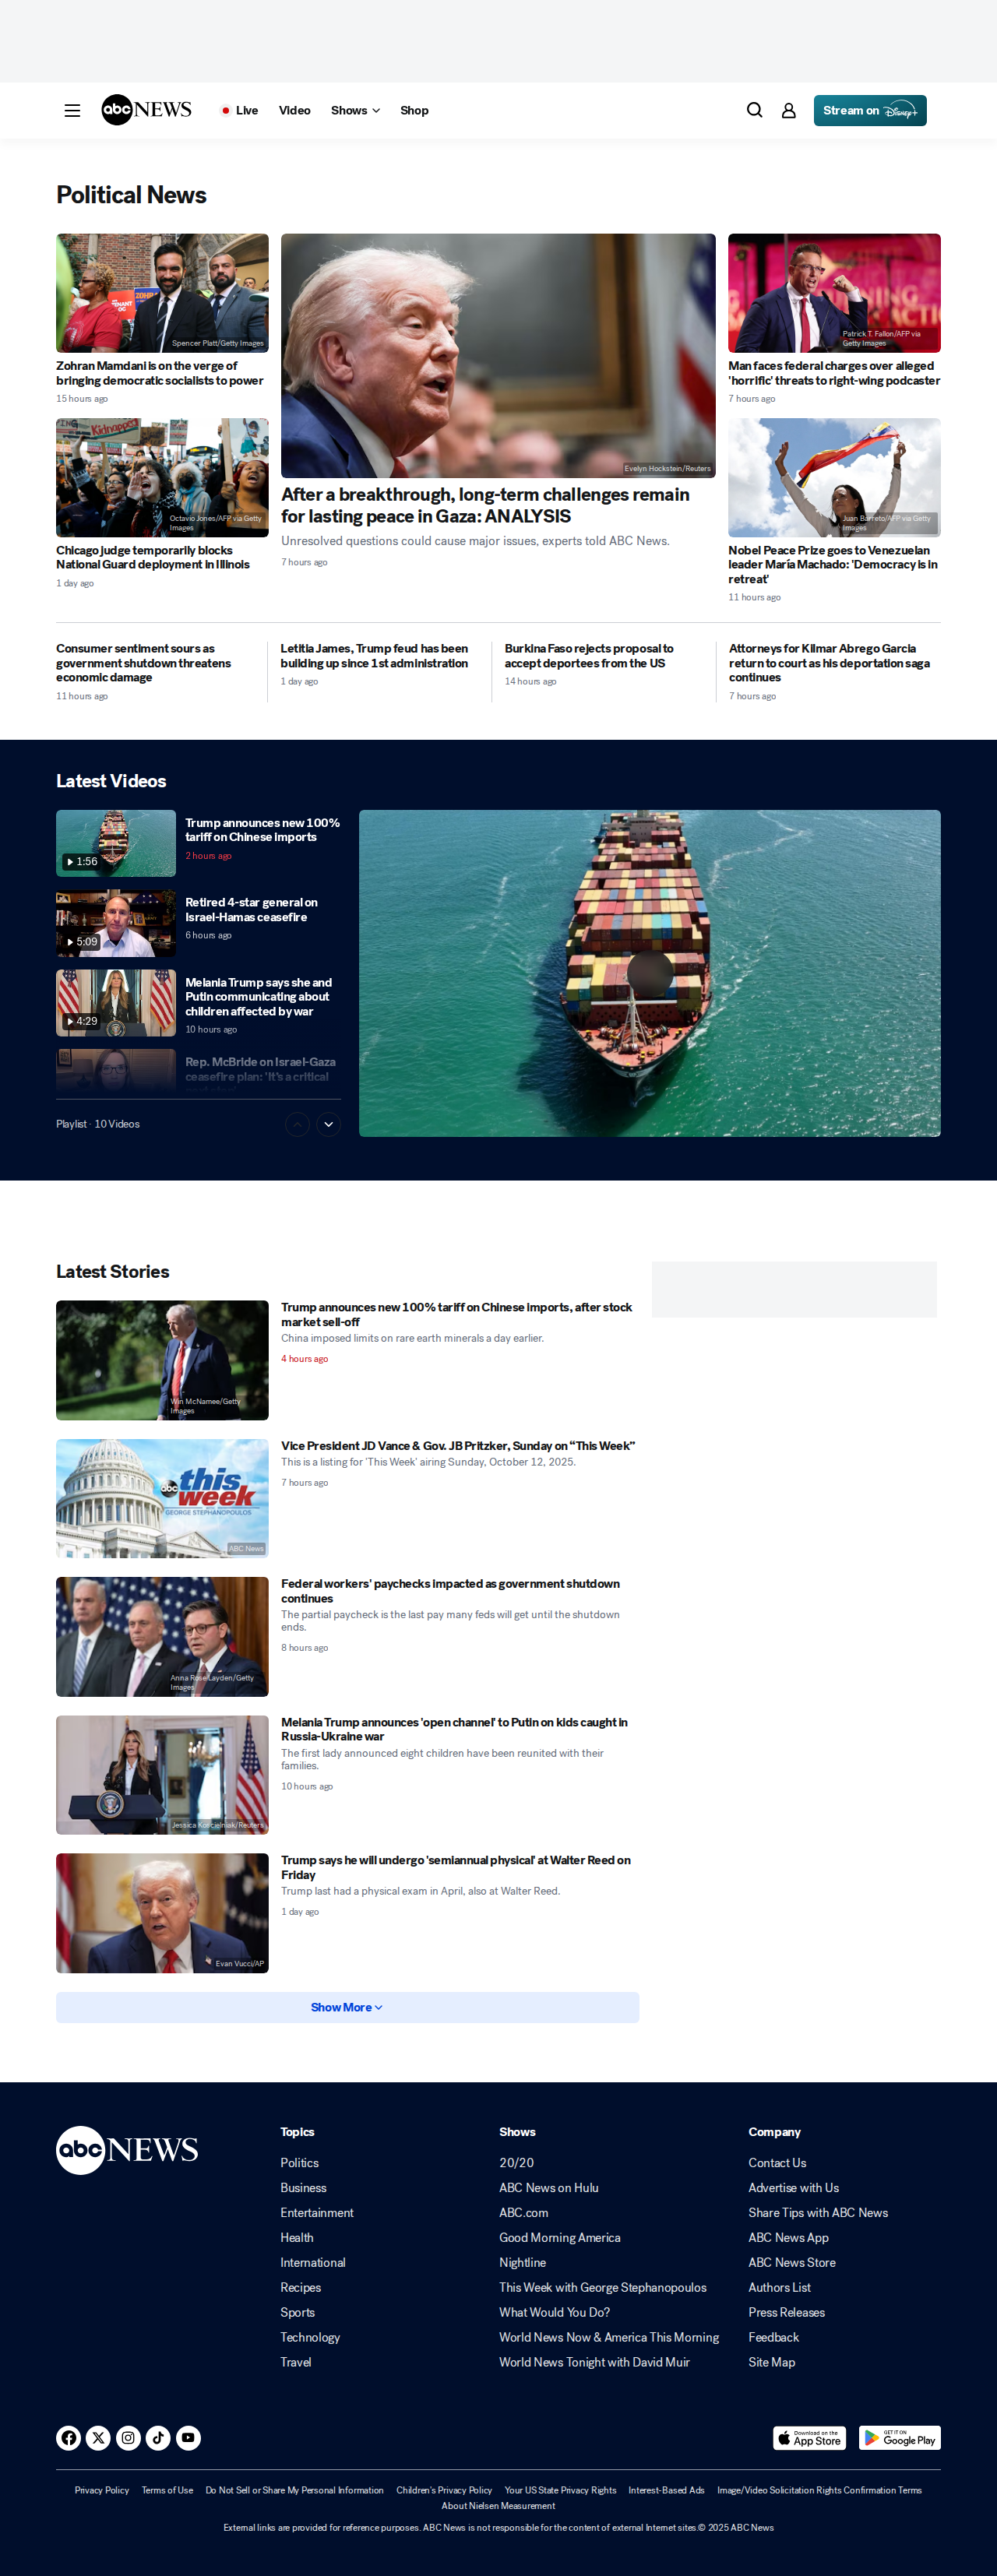 abc NEWS
Live
Video
Shows
Shop
Stream on Disney+
Political News
Spencer Platt/Getty Images
Zohran Mamdani is on the verge of
bringing democratic socialists to power
15 hours ago
Octavio Jones/AFP via Getty
Images
Chicago judge temporarily blocks
National Guard deployment in Illinois
1 day ago
Evelyn Hockstein/Reuters
After a breakthrough, long-term challenges remain
for lasting peace in Gaza: ANALYSIS
Unresolved questions could cause major issues, experts told ABC News.
7 hours ago
Patrick T. Fallon/AFP via
Getty Images
Man faces federal charges over alleged
'horrific' threats to right-wing podcaster
7 hours ago
Juan Barreto/AFP via Getty
Images
Nobel Peace Prize goes to Venezuelan
leader María Machado: 'Democracy is in
retreat'
11 hours ago
Consumer sentiment sours as
government shutdown threatens
economic damage
11 hours ago
Letitia James, Trump feud has been
building up since 1st administration
1 day ago
Burkina Faso rejects proposal to
accept deportees from the US
14 hours ago
Attorneys for Kilmar Abrego Garcia
return to court as his deportation saga
continues
7 hours ago
Latest Videos
1:56
Trump announces new 100%
tariff on Chinese imports
2 hours ago
5:09
Retired 4-star general on
Israel-Hamas ceasefire
6 hours ago
4:29
Melania Trump says she and
Putin communicating about
children affected by war
10 hours ago
Rep. McBride on Israel-Gaza
ceasefire plan: 'It's a critical
Playlist · 10 Videos
Latest Stories
Win McNamee/Getty
Images
Trump announces new 100% tariff on Chinese imports, after stock
market sell-off
China imposed limits on rare earth minerals a day earlier.
4 hours ago
abc this
week
GEORGE STEPHANOPOULOS
ABC News
Vice President JD Vance & Gov. JB Pritzker, Sunday on “This Week”
This is a listing for 'This Week' airing Sunday, October 12, 2025.
7 hours ago
Anna Rose Layden/Getty
Images
Federal workers' paychecks impacted as government shutdown
continues
The partial paycheck is the last pay many feds will get until the shutdown
ends.
8 hours ago
Jessica Koscielniak/Reuters
Melania Trump announces 'open channel' to Putin on kids caught in
Russia-Ukraine war
The first lady announced eight children have been reunited with their
families.
10 hours ago
Evan Vucci/AP
Trump says he will undergo 'semiannual physical' at Walter Reed on
Friday
Trump last had a physical exam in April, also at Walter Reed.
1 day ago
Show More
abc NEWS
Topics
Politics
Business
Entertainment
Health
International
Recipes
Sports
Technology
Travel
Shows
20/20
ABC News on Hulu
ABC.com
Good Morning America
Nightline
This Week with George Stephanopoulos
What Would You Do?
World News Now & America This Morning
World News Tonight with David Muir
Company
Contact Us
Advertise with Us
Share Tips with ABC News
ABC News App
ABC News Store
Authors List
Press Releases
Feedback
Site Map
Download on the
App Store
GET IT ON
Google Play
Privacy Policy
Terms of Use
Do Not Sell or Share My Personal Information
Children's Privacy Policy
Your US State Privacy Rights
Interest-Based Ads
Image/Video Solicitation Rights Confirmation Terms
About Nielsen Measurement
External links are provided for reference purposes. ABC News is not responsible for the content of external Internet sites.© 2025 ABC News